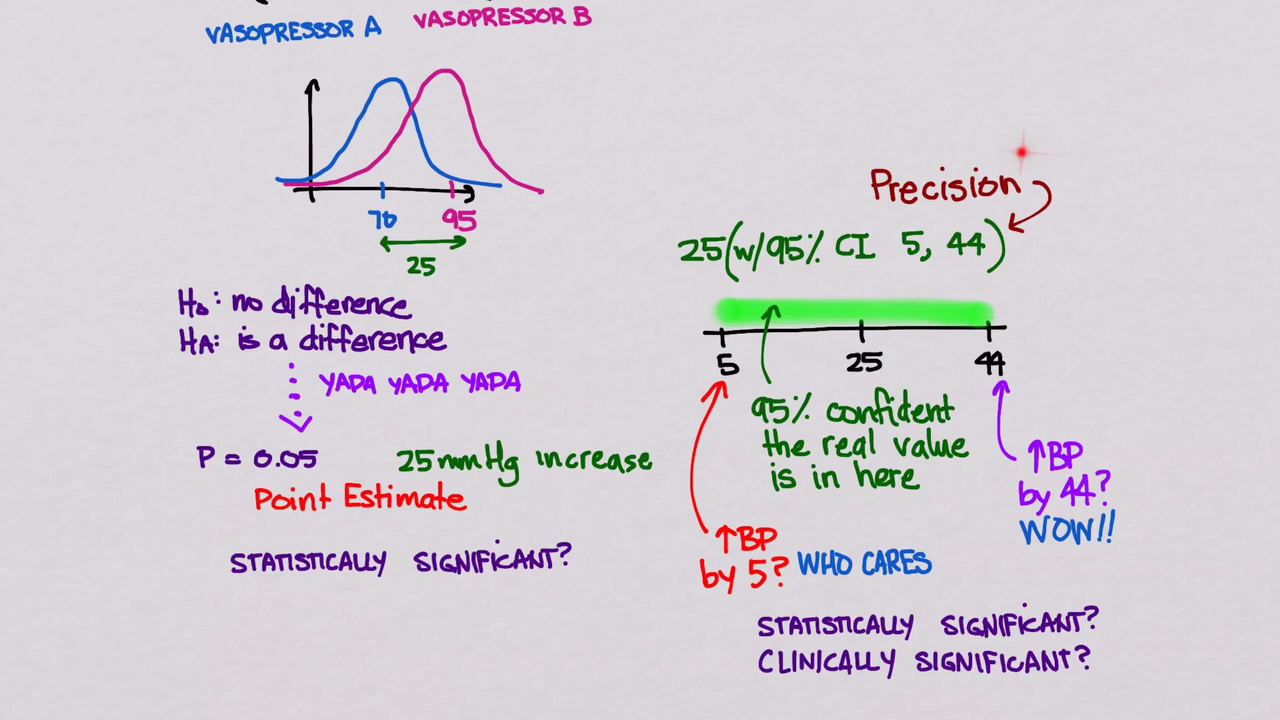 VASOPRESSOR A
VASOPRESSOR B
70
95
25
Ho: no difference
HA: is a difference
YADA YADA YADA
P = 0.05
25mmHg increase
Point Estimate
STATISTICALLY SIGNIFICANT?
Precision
25(w/95% CI 5, 44)
5
25
44
95% confident
the real value
is in here
↑BP
by 44?
WOW!!
↑BP
by 5? WHO CARES
STATISTICALLY SIGNIFICANT?
CLINICALLY SIGNIFICANT?